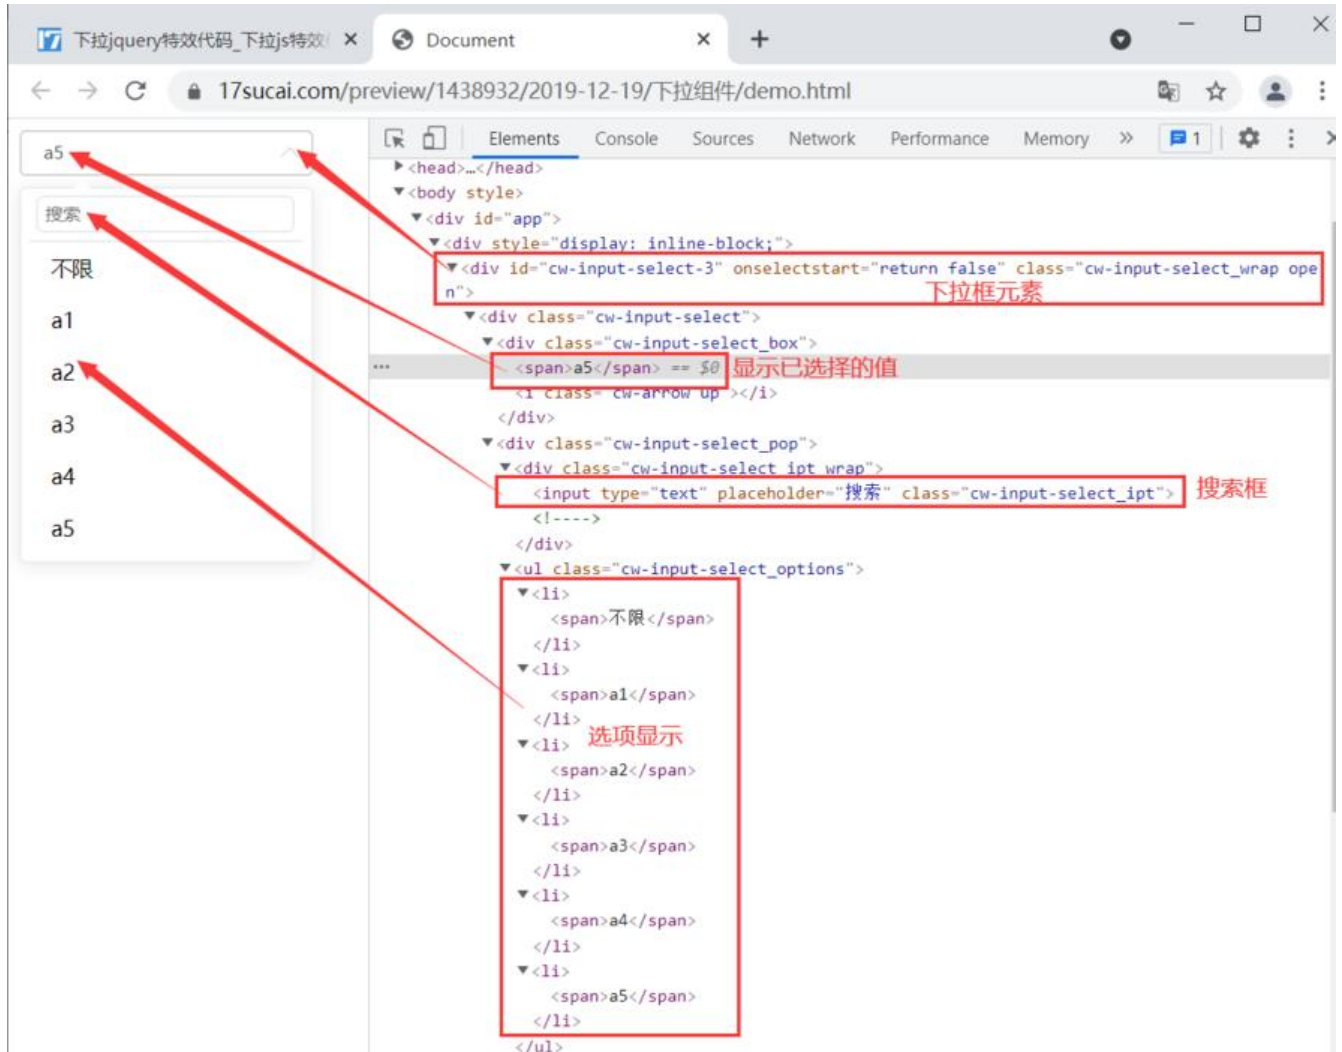 下拉jquery特效代码_下拉js特效
Document
17sucai.com/preview/1438932/2019-12-19/下拉组件/demo.html
Elements Console Sources Network Performance Memory » 1
a5
搜索
不限
a1
a2
a3
a4
a5
<head>…</head>
<body style>
<div id="app">
<div style="display: inline-block;">
<div id="cw-input-select-3" onselectstart="return false" class="cw-input-select_wrap ope
n">
下拉框元素
<div class="cw-input-select">
<div class="cw-input-select_box">
<span>a5</span> == $0
显示已选择的值
<i class="cw-arrow up"></i>
</div>
<div class="cw-input-select_pop">
<div class="cw-input-select_ipt_wrap">
<input type="text" placeholder="搜索" class="cw-input-select_ipt">
搜索框
<!---->
</div>
<ul class="cw-input-select_options">
<li>
<span>不限</span>
</li>
<li>
<span>a1</span>
</li>
选项显示
<li>
<span>a2</span>
</li>
<li>
<span>a3</span>
</li>
<li>
<span>a4</span>
</li>
<li>
<span>a5</span>
</li>
</ul>